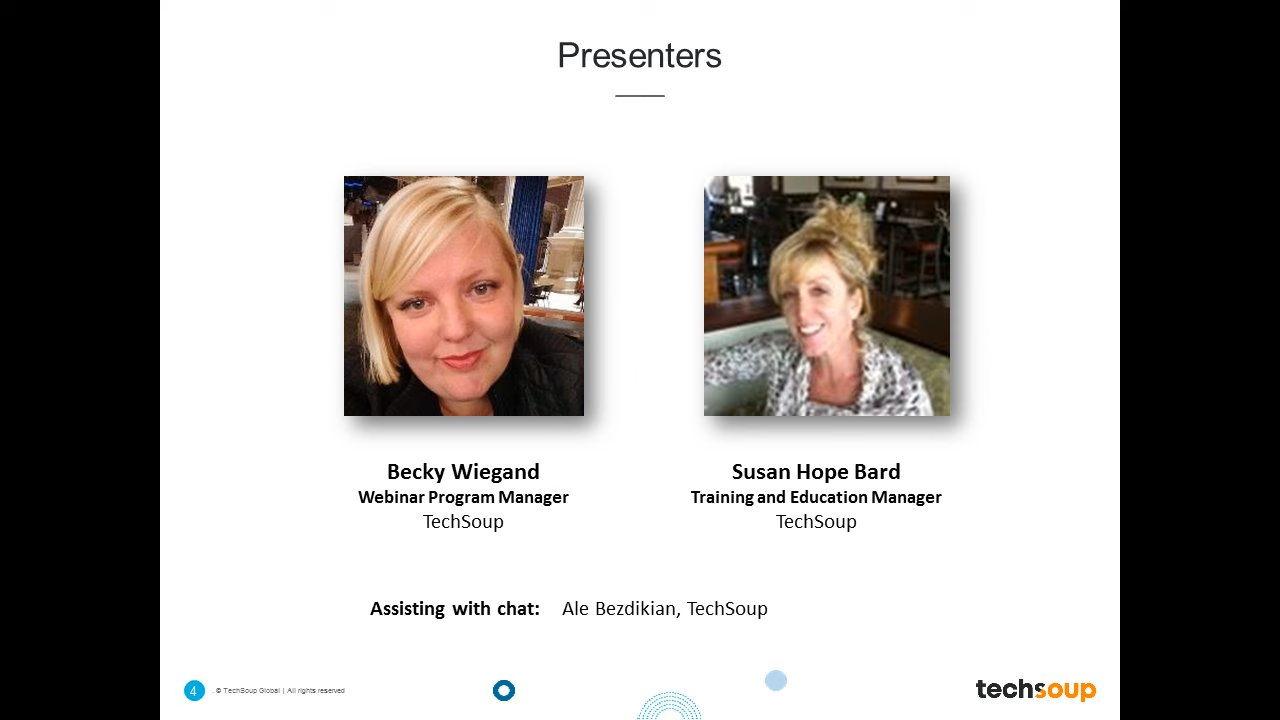 Presenters
Becky Wiegand
Webinar Program Manager
TechSoup
Susan Hope Bard
Training and Education Manager
TechSoup
Assisting with chat: Ale Bezdikian, TechSoup
4 © TechSoup Global | All rights reserved
techsoup